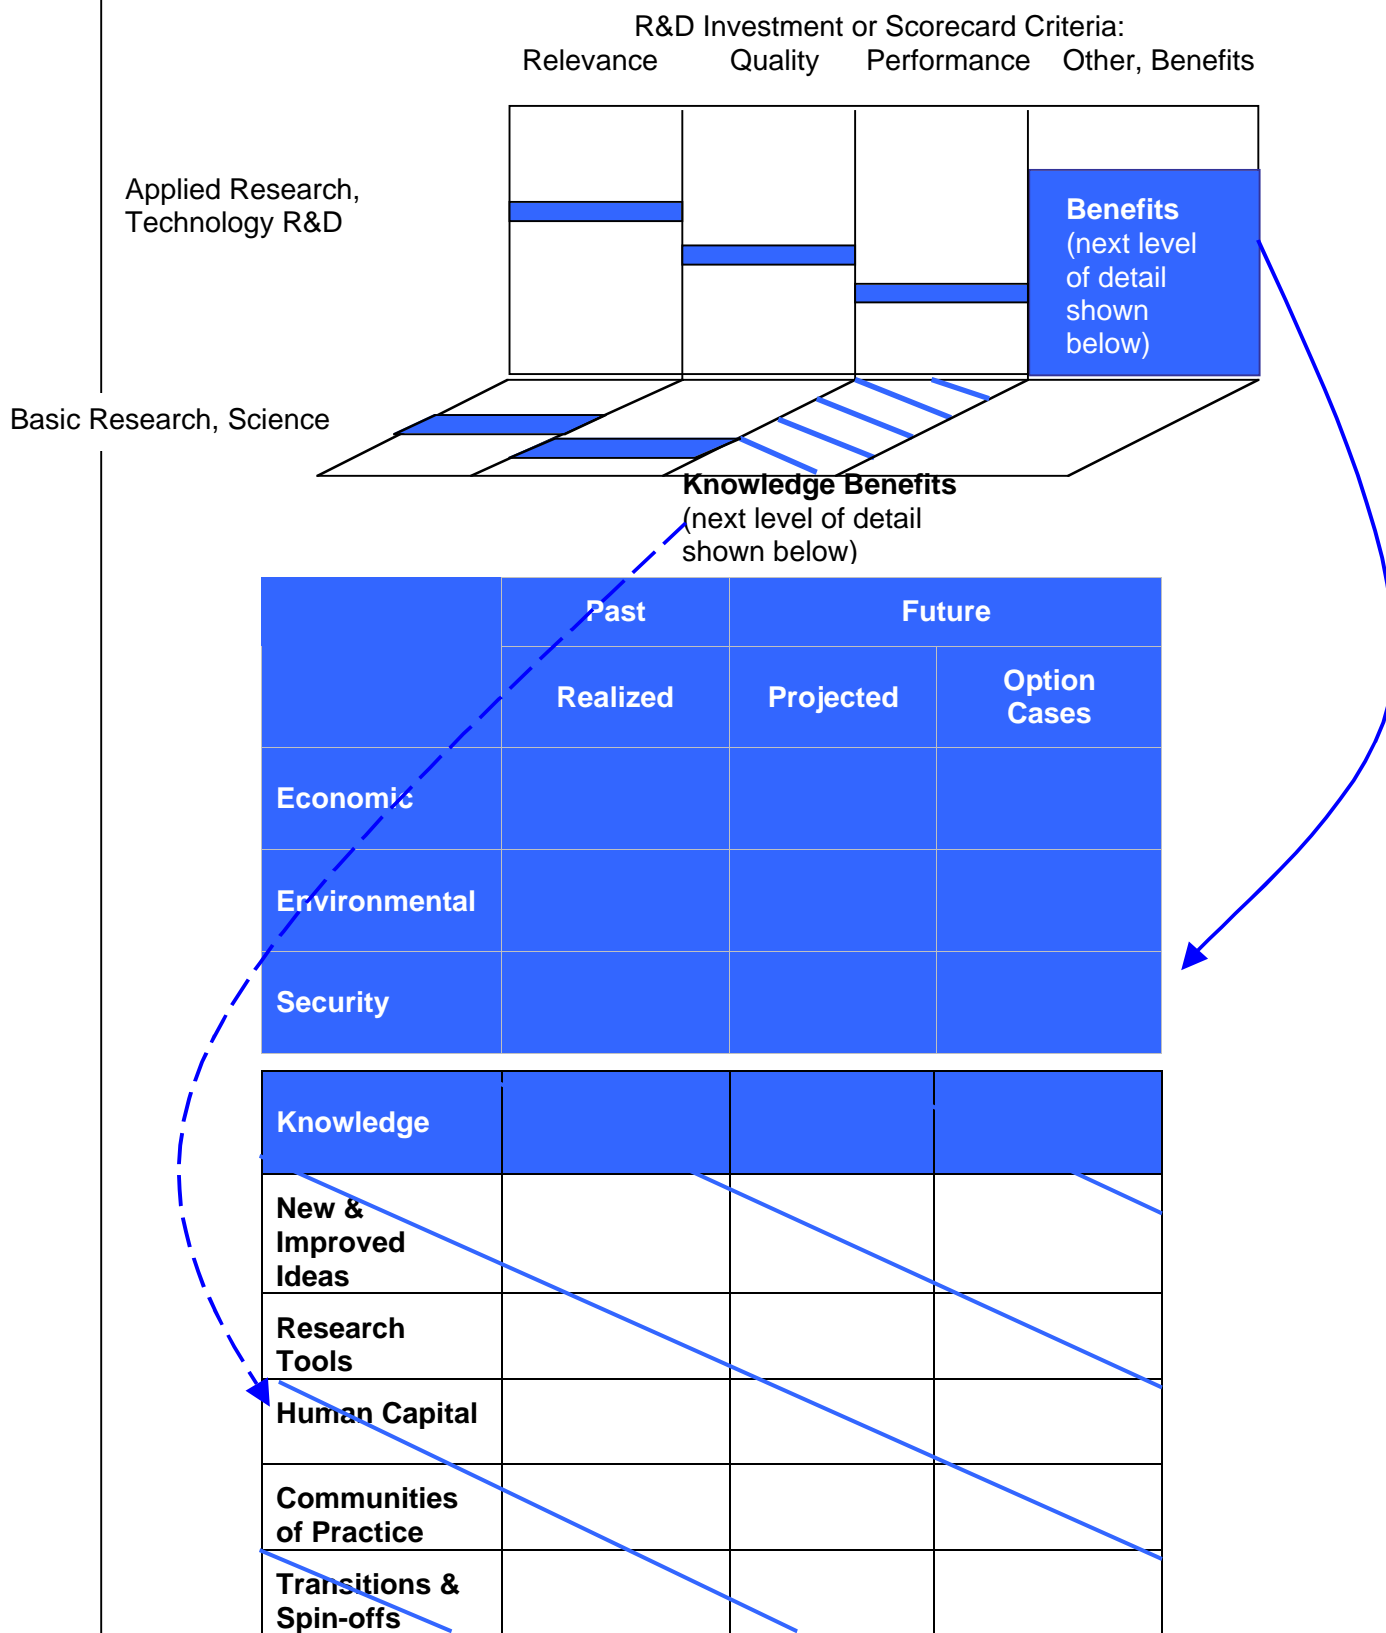 R&D Investment or Scorecard Criteria:
Relevance Quality Performance Other, Benefits
Applied Research,
Technology R&D
Benefits
(next level
of detail
shown
below)
Basic Research, Science
Knowledge Benefits
(next level of detail
shown below)
Past Future
Realized Projected Option
Cases
Economic
Environmental
Security
Knowledge
New &
Improved
Ideas
Research
Tools
Human Capital
Communities
of Practice
Transitions &
Spin-offs